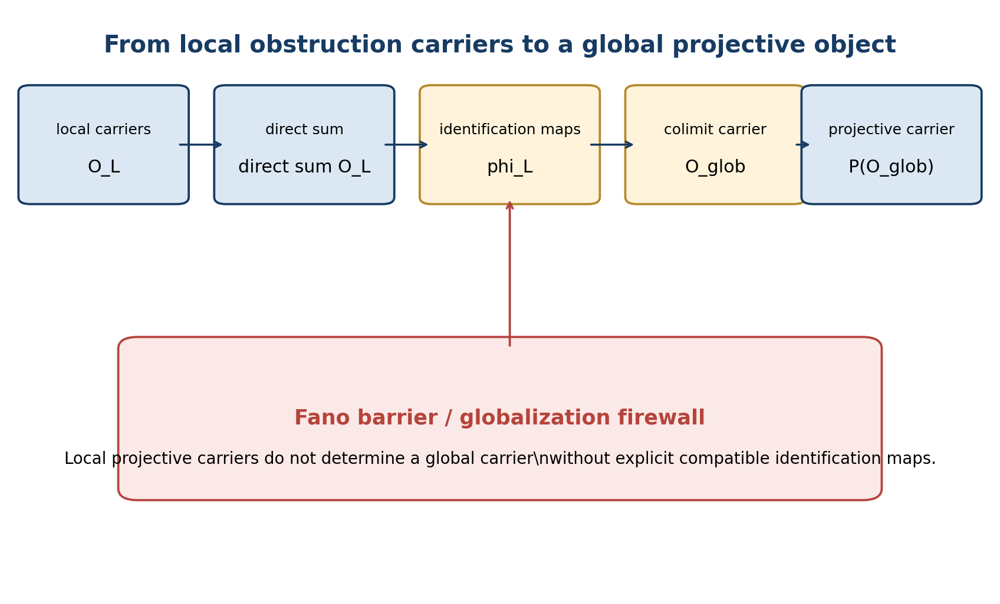 From local obstruction carriers to a global projective object
local carriers
O_L
direct sum
direct sum O_L
identification maps
phi_L
colimit carrier
O_glob
projective carrier
P(O_glob)
Fano barrier / globalization firewall
Local projective carriers do not determine a global carrier\nwithout explicit compatible identification maps.